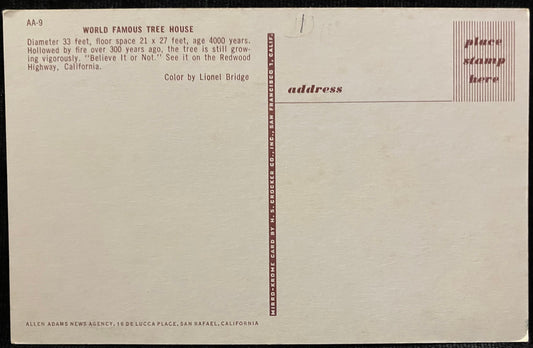 AA-9
WORLD FAMOUS TREE HOUSE
Diameter 33 feet, floor space 21 x 27 feet, age 4000 years.
Hollowed by fire over 300 years ago, the tree is still grow-
ing vigorously. "Believe It or Not." See it on the Redwood
Highway, California.
Color by Lionel Bridge
ALLEN ADAMS NEWS AGENCY, 16 DE LUCCA PLACE, SAN RAFAEL, CALIFORNIA
MIRRO-KROME CARD BY H. S. CROCKER CO., INC., SAN FRANCISCO 1, CALIF.
address
place
stamp
here